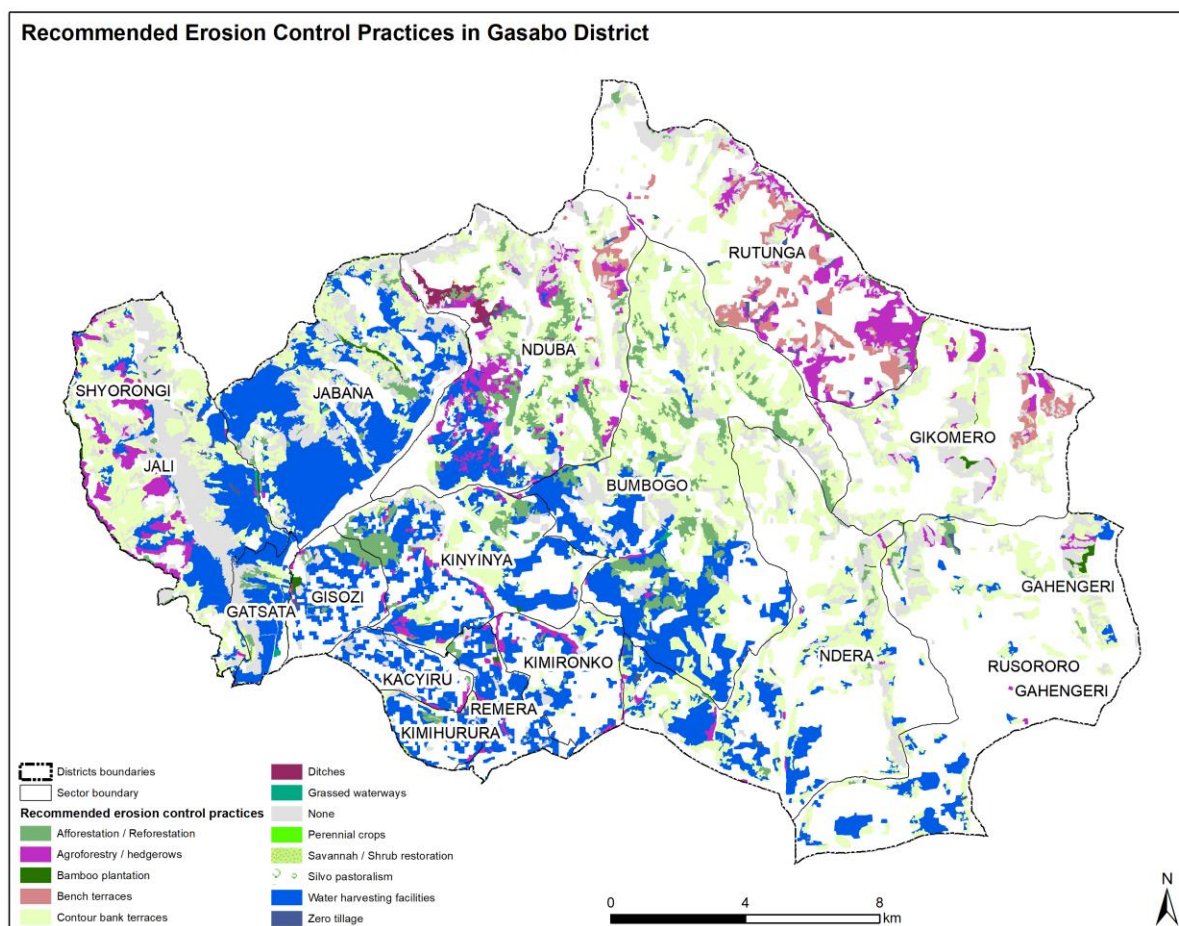 Recommended Erosion Control Practices in Gasabo District
RUTUNGA
NDUBA
SHYORONGI
JABANA
GIKOMERO
JALI
BUMBOGO
KINYINYA
GAHENGERI
GISOZI
GATSATA
NDERA
KIMIRONKO
RUSORORO
KACYIRU
GAHENGERI
REMERA
KIMIHURURA
Districts boundaries
Sector boundary
Recommended erosion control practices
Afforestation / Reforestation
Agroforestry / hedgerows
Bamboo plantation
Bench terraces
Contour bank terraces
Ditches
Grassed waterways
None
Perennial crops
Savannah / Shrub restoration
Silvo pastoralism
Water harvesting facilities
Zero tillage
0 4 8
km
N